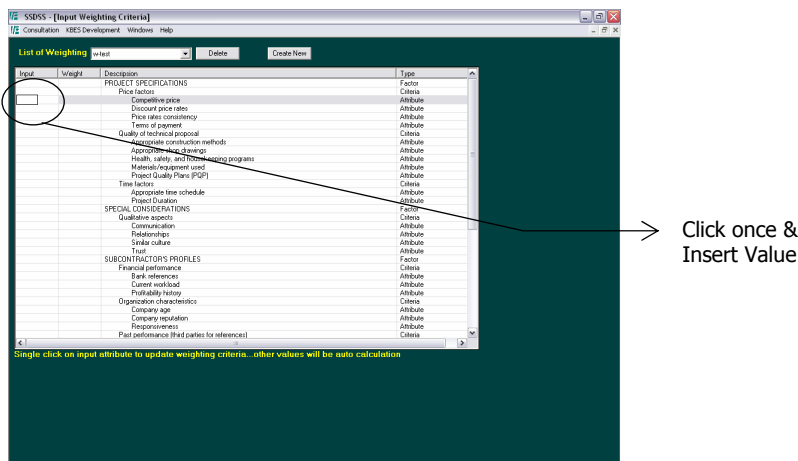 SSDSS - [Input Weighting Criteria]
Consultation KBES Development Windows Help
List of Weighting w-test Delete Create New
Input Weight Descripsion Type
PROJECT SPECIFICATIONS Factor
Price factors Criteria
Competitive price Attribute
Discount price rates Attribute
Price rates consistency Attribute
Terms of payment Attribute
Quality of technical proposal Criteria
Appropriate construction methods Attribute
Appropriate shop drawings Attribute
Health, safety, and housekeeping programs Attribute
Materials/equipment used Attribute
Project Quality Plans (PQP) Attribute
Time factors Criteria
Appropriate time schedule Attribute
Project Duration Attribute
SPECIAL CONSIDERATIONS Factor
Qualitative aspects Criteria
Communication Attribute
Relationships Attribute
Similar culture Attribute
Trust Attribute
SUBCONTRACTOR'S PROFILES Factor
Financial performance Criteria
Bank references Attribute
Current workload Attribute
Profitability history Attribute
Organization characteristics Criteria
Company age Attribute
Company reputation Attribute
Responsiveness Attribute
Past performance (third parties for references) Criteria
Single click on input attribute to update weighting criteria...other values will be auto calculation
Click once &
Insert Value